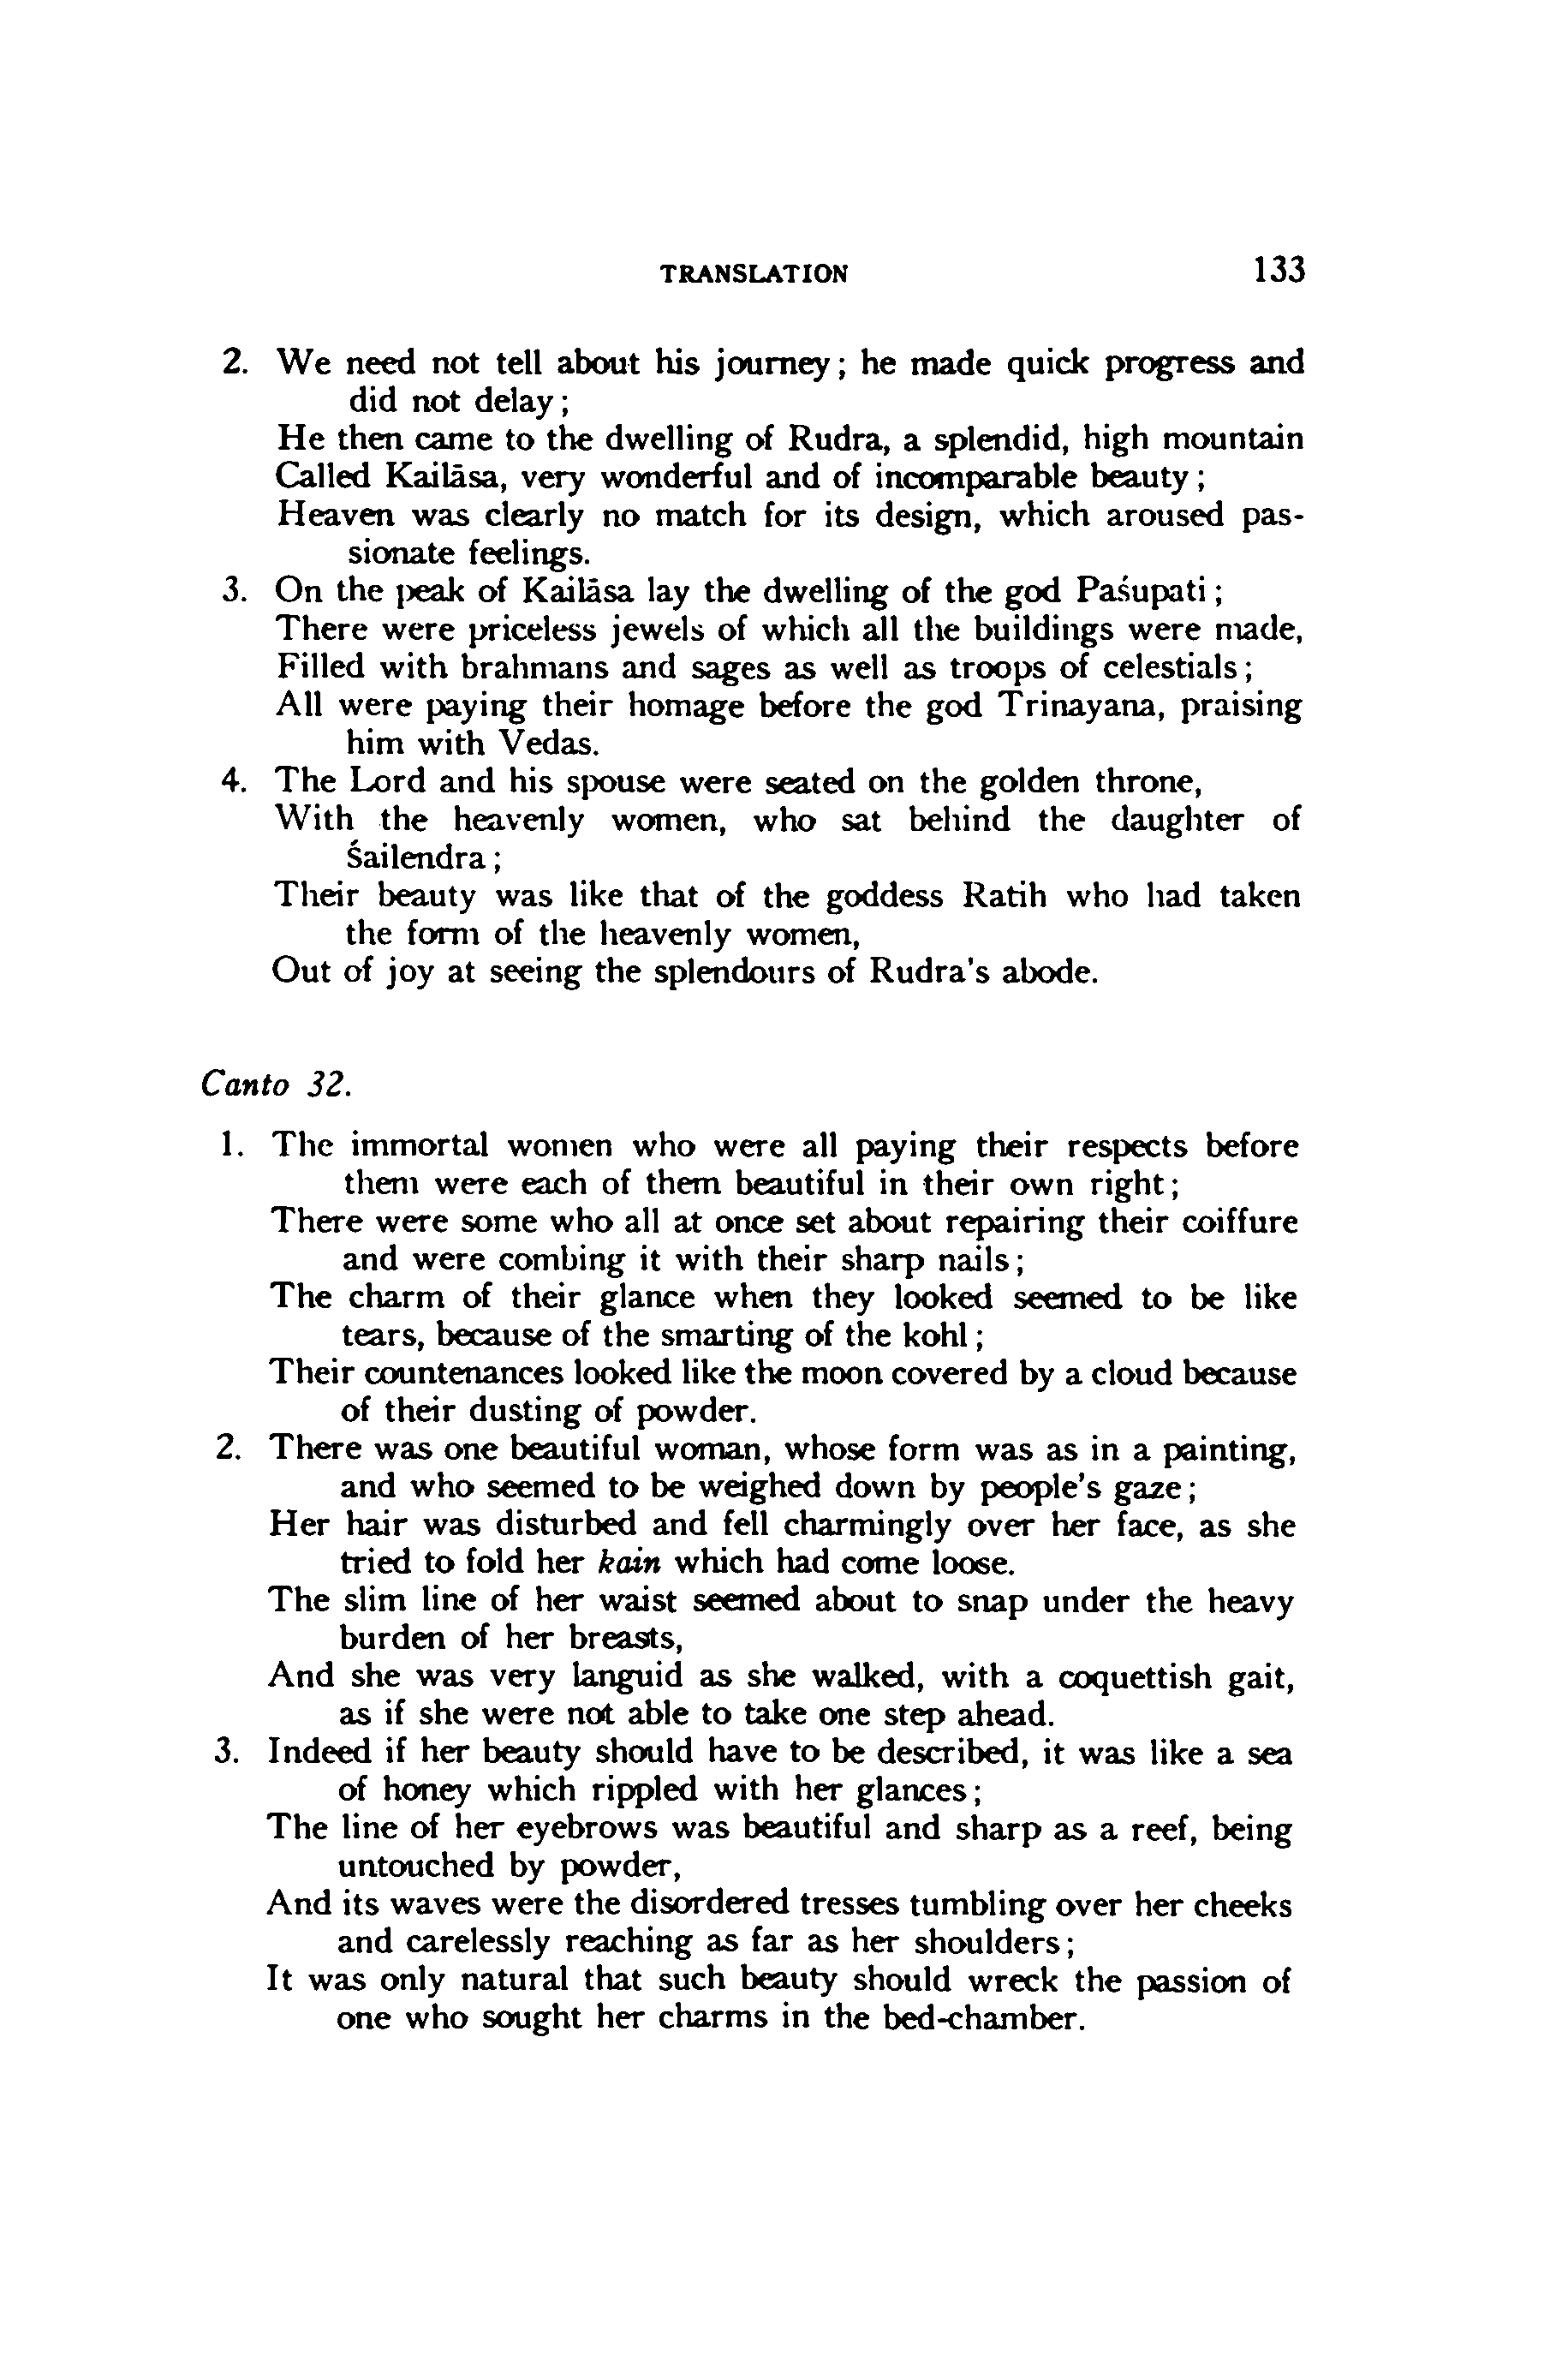 TRANSLATION 133
2. We need not tell about his journey; he made quick progress and
did not delay;
He then came to the dwelling of Rudra, a splendid, high mountain
Called Kailāsa, very wonderful and of incomparable beauty;
Heaven was clearly no match for its design, which aroused pas-
sionate feelings.
3. On the peak of Kailāsa lay the dwelling of the god Paśupati;
There were priceless jewels of which all the buildings were made,
Filled with brahmans and sages as well as troops of celestials;
All were paying their homage before the god Trinayana, praising
him with Vedas.
4. The Lord and his spouse were seated on the golden throne,
With the heavenly women, who sat behind the daughter of
Śailendra;
Their beauty was like that of the goddess Ratih who had taken
the form of the heavenly women,
Out of joy at seeing the splendours of Rudra's abode.
Canto 32.
1. The immortal women who were all paying their respects before
them were each of them beautiful in their own right;
There were some who all at once set about repairing their coiffure
and were combing it with their sharp nails;
The charm of their glance when they looked seemed to be like
tears, because of the smarting of the kohl;
Their countenances looked like the moon covered by a cloud because
of their dusting of powder.
2. There was one beautiful woman, whose form was as in a painting,
and who seemed to be weighed down by people's gaze;
Her hair was disturbed and fell charmingly over her face, as she
tried to fold her kain which had come loose.
The slim line of her waist seemed about to snap under the heavy
burden of her breasts,
And she was very languid as she walked, with a coquettish gait,
as if she were not able to take one step ahead.
3. Indeed if her beauty should have to be described, it was like a sea
of honey which rippled with her glances;
The line of her eyebrows was beautiful and sharp as a reef, being
untouched by powder,
And its waves were the disordered tresses tumbling over her cheeks
and carelessly reaching as far as her shoulders;
It was only natural that such beauty should wreck the passion of
one who sought her charms in the bed-chamber.